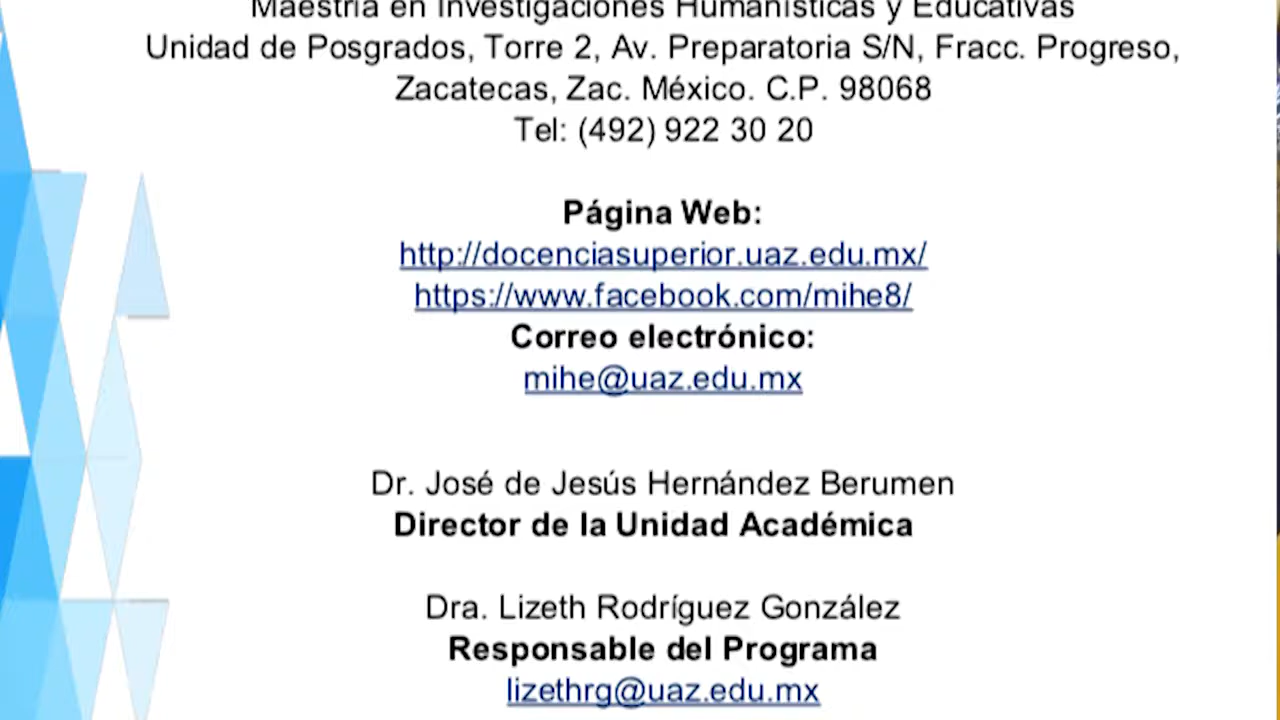 Maestría en Investigaciones Humanísticas y Educativas
Unidad de Posgrados, Torre 2, Av. Preparatoria S/N, Fracc. Progreso,
Zacatecas, Zac. México. C.P. 98068
Tel: (492) 922 30 20
Página Web:
http://docenciasuperior.uaz.edu.mx/
https://www.facebook.com/mihe8/
Correo electrónico:
mihe@uaz.edu.mx
Dr. José de Jesús Hernández Berumen
Director de la Unidad Académica
Dra. Lizeth Rodríguez González
Responsable del Programa
lizethrg@uaz.edu.mx